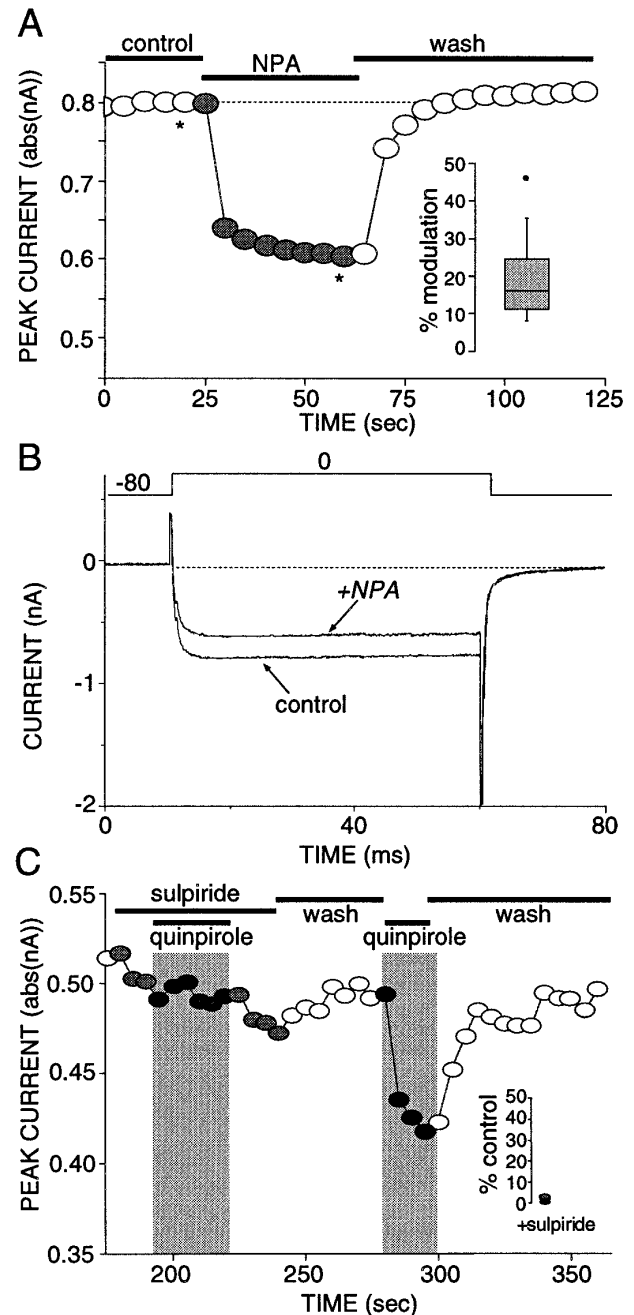 A
control
NPA
wash
PEAK CURRENT (abs(nA))
0.8
0.7
0.6
0.5
*
*
% modulation
50
40
30
20
10
0
0 25 50 75 100 125
TIME (sec)
B
-80
0
CURRENT (nA)
0
-1
-2
+NPA
control
0 40 80
TIME (ms)
C
sulpiride
wash
wash
quinpirole
quinpirole
PEAK CURRENT (abs(nA))
0.55
0.50
0.45
0.40
0.35
% control
50
40
30
20
10
0
+sulpiride
200 250 300 350
TIME (sec)